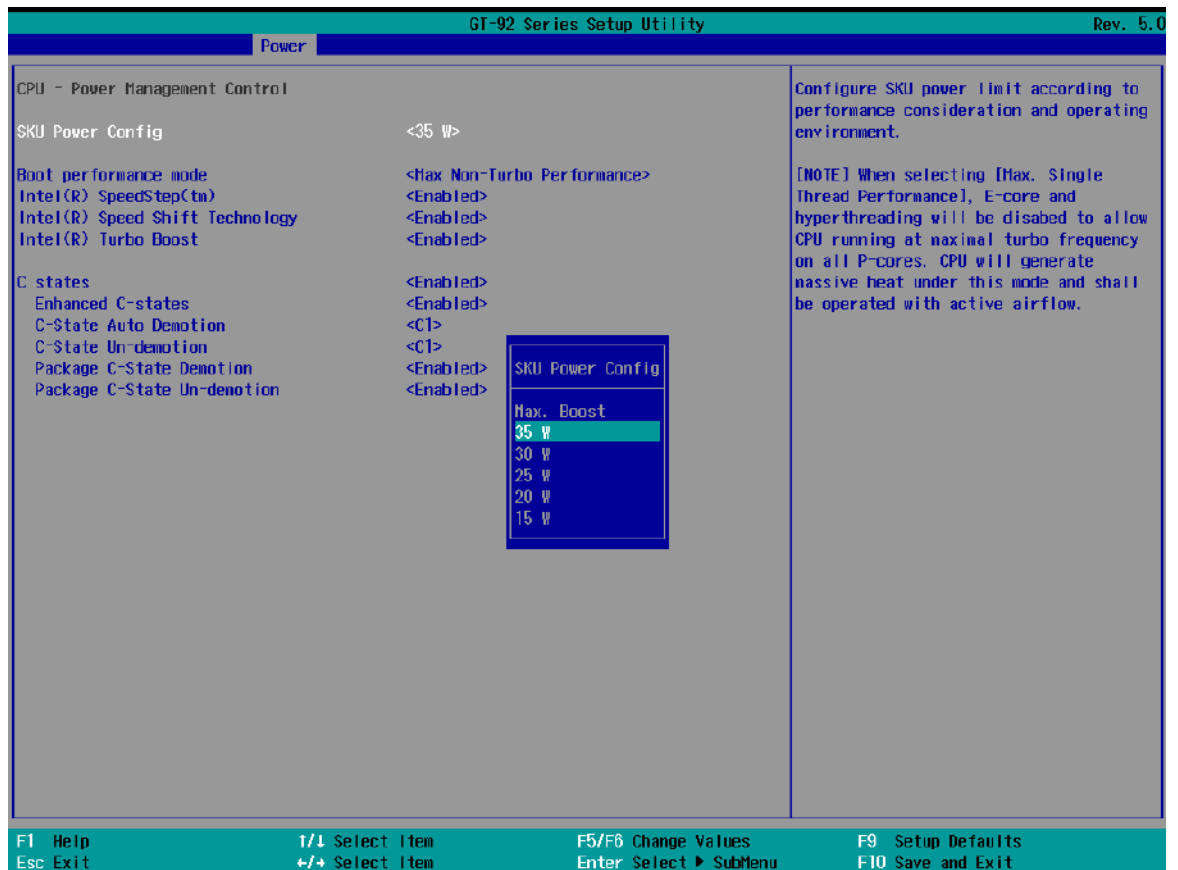 GT-92 Series Setup Utility Rev. 5.0
Power
CPU - Power Management Control
SKU Power Config <35 W>
Boot performance mode <Max Non-Turbo Performance>
Intel(R) SpeedStep(tm) <Enabled>
Intel(R) Speed Shift Technology <Enabled>
Intel(R) Turbo Boost <Enabled>
C states <Enabled>
Enhanced C-states <Enabled>
C-State Auto Demotion <C1>
C-State Un-demotion <C1>
Package C-State Demotion <Enabled>
Package C-State Un-demotion <Enabled>
SKU Power Config
Max. Boost
35 W
30 W
25 W
20 W
15 W
Configure SKU power limit according to
performance consideration and operating
environment.
[NOTE] When selecting [Max. Single
Thread Performance], E-core and
hyperthreading will be disabed to allow
CPU running at maximal turbo frequency
on all P-cores. CPU will generate
massive heat under this mode and shall
be operated with active airflow.
F1 Help ↑/↓ Select Item F5/F6 Change Values F9 Setup Defaults
Esc Exit ←/→ Select Item Enter Select ► SubMenu F10 Save and Exit